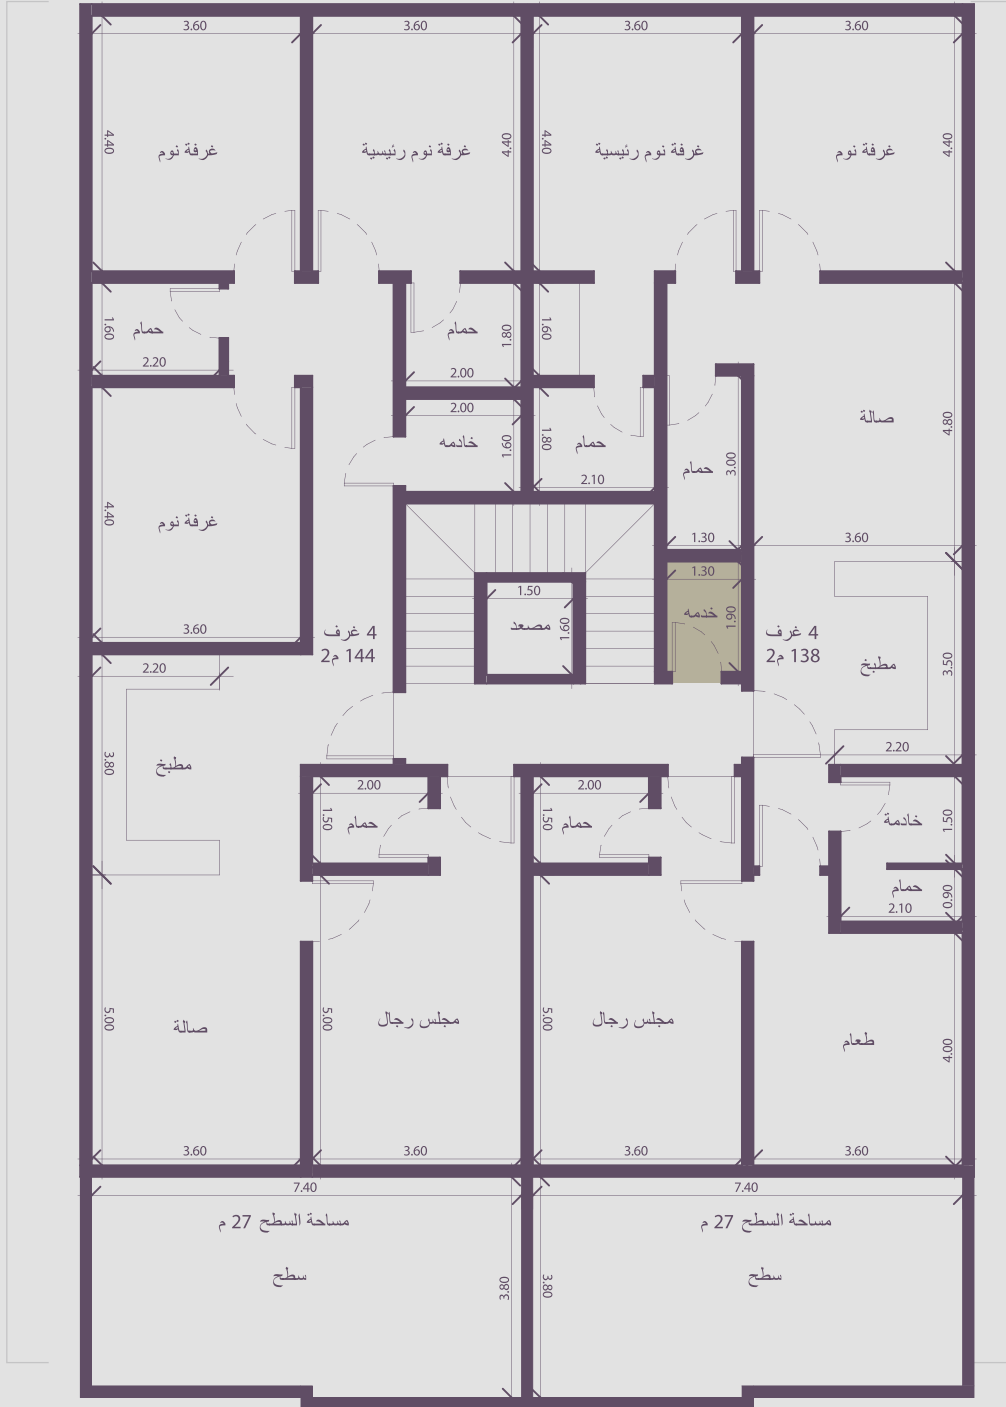 3.60
3.60
3.60
3.60
4.40
غرفة نوم
غرفة نوم رئيسية
4.40
4.40
غرفة نوم رئيسية
غرفة نوم
4.40
1.60
حمام
2.20
حمام
1.80
2.00
1.60
2.00
خادمه
1.60
1.80
حمام
2.10
حمام
3.00
1.30
صالة
4.80
3.60
4.40
غرفة نوم
3.60
1.50
مصعد
1.60
1.30
خدمه
1.90
4 غرف
144 م2
4 غرف
138 م2
مطبخ
3.50
2.20
2.20
3.80
مطبخ
2.00
1.50
حمام
2.00
1.50
حمام
خادمة
1.50
حمام
0.90
2.10
5.00
صالة
3.60
5.00
مجلس رجال
3.60
5.00
مجلس رجال
3.60
طعام
4.00
3.60
7.40
7.40
مساحة السطح 27 م
مساحة السطح 27 م
سطح
3.80
3.80
سطح